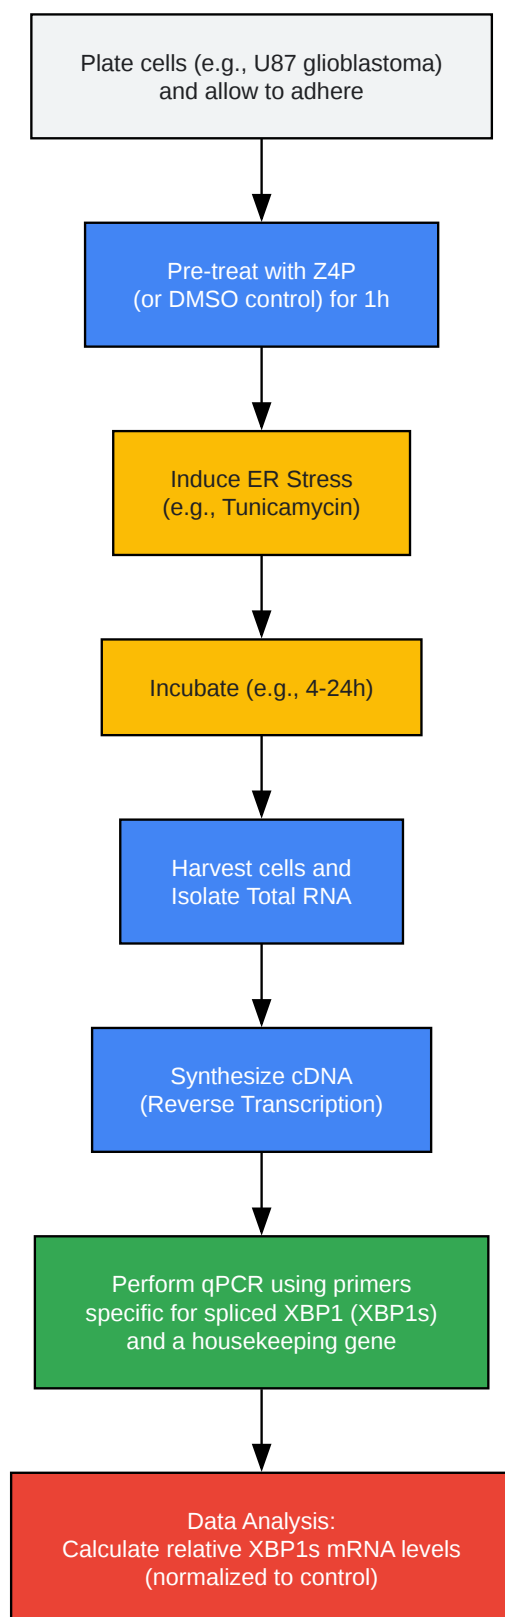 Plate cells (e.g., U87 glioblastoma)
and allow to adhere
Pre-treat with Z4P
(or DMSO control) for 1h
Induce ER Stress
(e.g., Tunicamycin)
Incubate (e.g., 4-24h)
Harvest cells and
Isolate Total RNA
Synthesize cDNA
(Reverse Transcription)
Perform qPCR using primers
specific for spliced XBP1 (XBP1s)
and a housekeeping gene
Data Analysis:
Calculate relative XBP1s mRNA levels
(normalized to control)